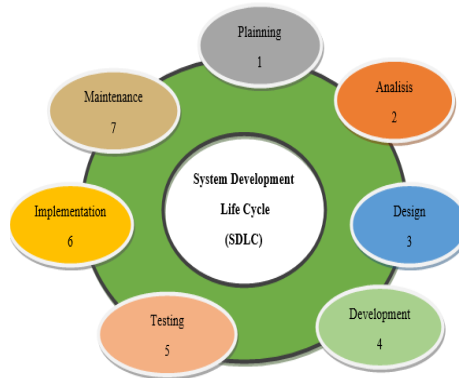 Plainning
1
Analisis
2
Design
3
Development
4
Testing
5
Implementation
6
Maintenance
7
System Development
Life Cycle
(SDLC)